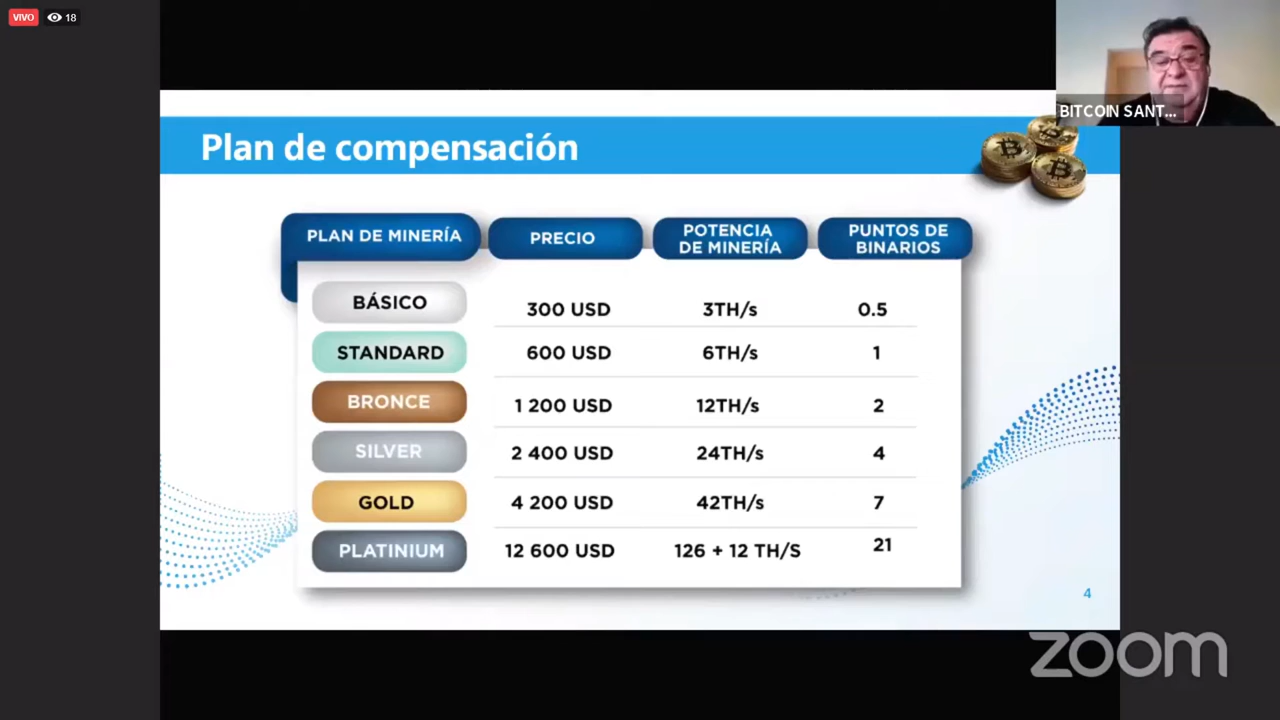 VIVO 18
BITCOIN SANT...
Plan de compensación
PLAN DE MINERÍA PRECIO POTENCIA DE MINERÍA PUNTOS DE BINARIOS
BÁSICO 300 USD 3TH/s 0.5
STANDARD 600 USD 6TH/s 1
BRONCE 1 200 USD 12TH/s 2
SILVER 2 400 USD 24TH/s 4
GOLD 4 200 USD 42TH/s 7
PLATINIUM 12 600 USD 126 + 12 TH/S 21
4
zoom